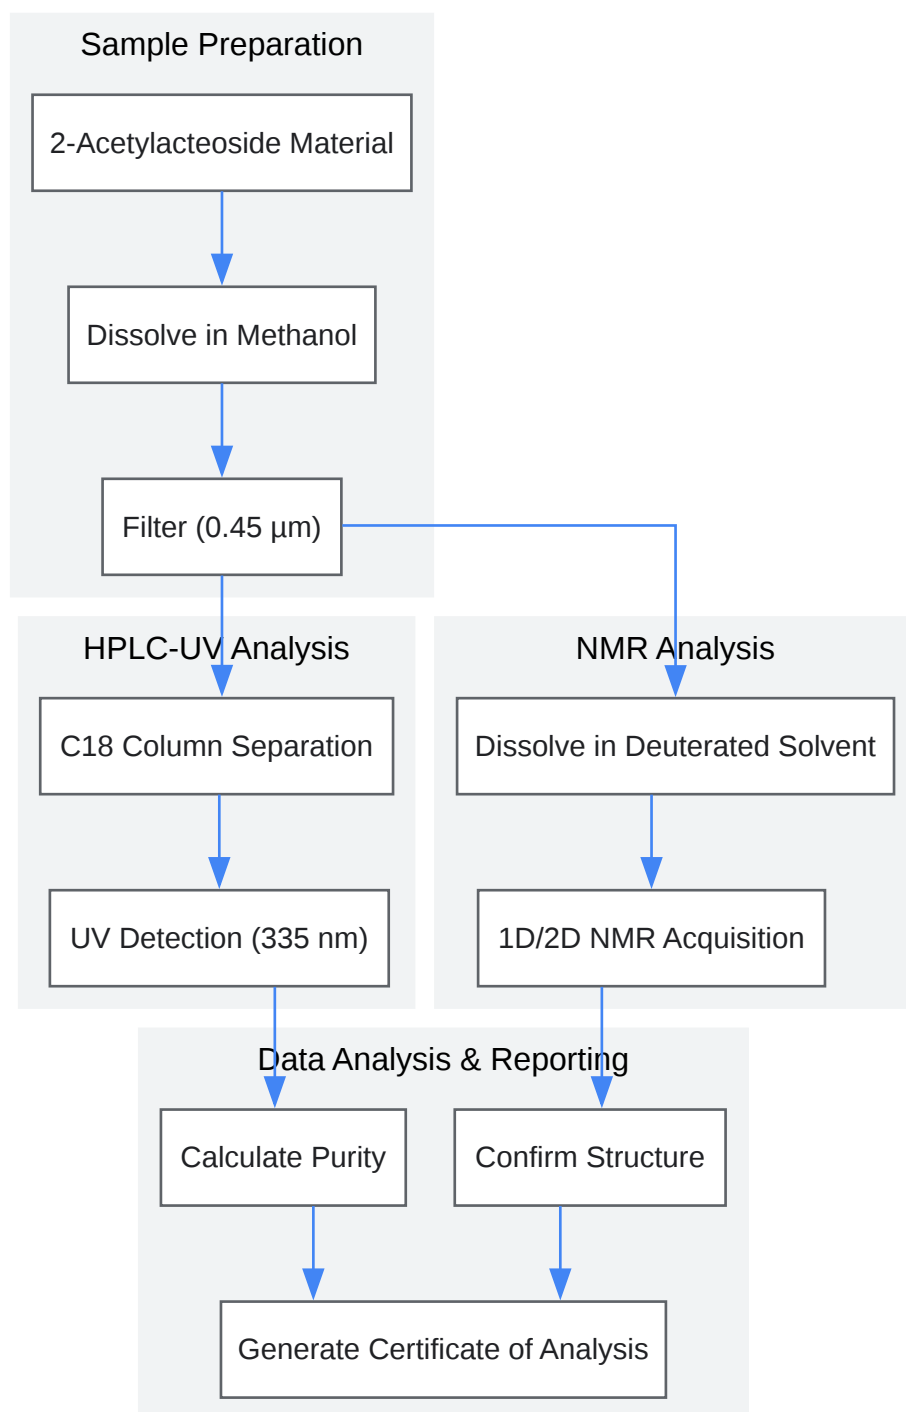 Sample Preparation
2-Acetylacteoside Material
Dissolve in Methanol
Filter (0.45 µm)
HPLC-UV Analysis
C18 Column Separation
UV Detection (335 nm)
NMR Analysis
Dissolve in Deuterated Solvent
1D/2D NMR Acquisition
Data Analysis & Reporting
Calculate Purity
Confirm Structure
Generate Certificate of Analysis